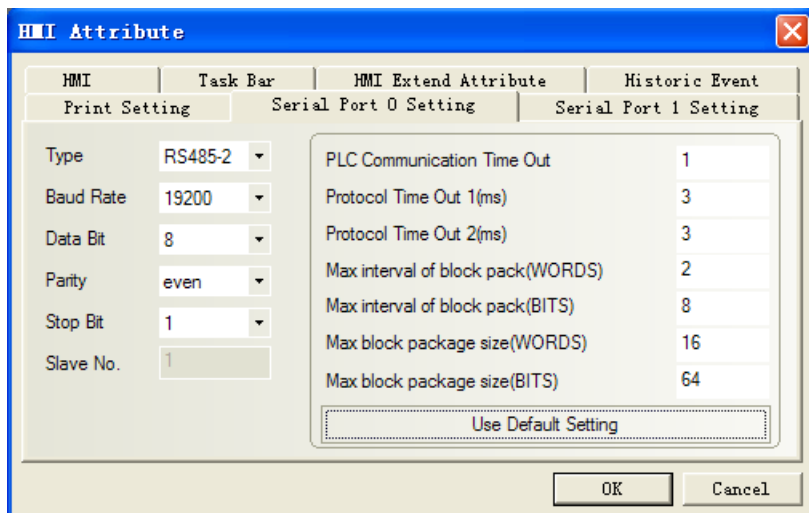 HMI Attribute
HMI
Task Bar
HMI Extend Attribute
Historic Event
Print Setting
Serial Port 0 Setting
Serial Port 1 Setting
Type
RS485-2
Baud Rate
19200
Data Bit
8
Parity
even
Stop Bit
1
Slave No.
1
PLC Communication Time Out
1
Protocol Time Out 1(ms)
3
Protocol Time Out 2(ms)
3
Max interval of block pack(WORDS)
2
Max interval of block pack(BITS)
8
Max block package size(WORDS)
16
Max block package size(BITS)
64
Use Default Setting
OK
Cancel